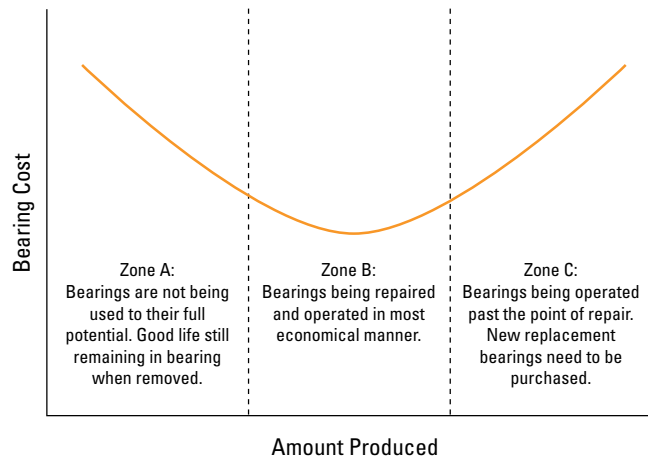 Bearing Cost
Zone A:
Bearings are not being
used to their full
potential. Good life still
remaining in bearing
when removed.
Zone B:
Bearings being repaired
and operated in most
economical manner.
Zone C:
Bearings being operated
past the point of repair.
New replacement
bearings need to be
purchased.
Amount Produced